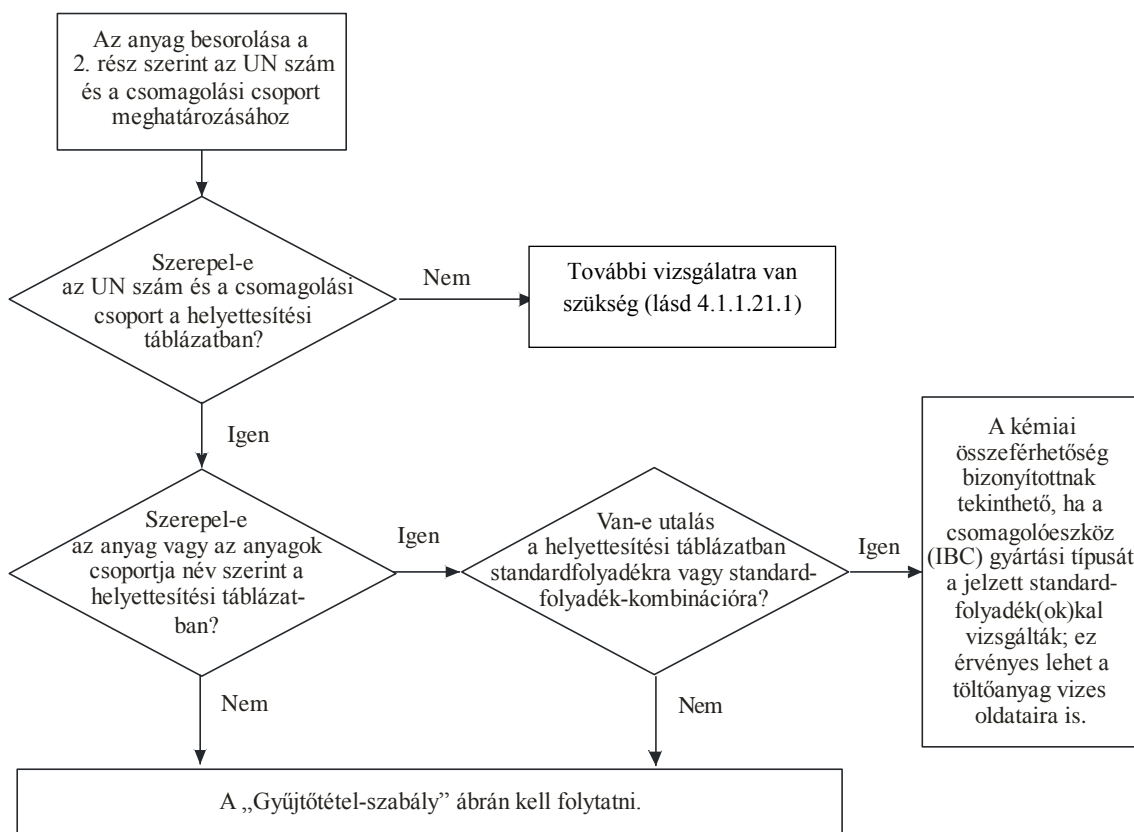 Az anyag besorolása a
2. rész szerint az UN szám
és a csomagolási csoport
meghatározásához
Szerepel-e
az UN szám és a csomagolási
csoport a helyettesítési
táblázatban?
Nem
További vizsgálatra van
szükség (lásd 4.1.1.21.1)
Igen
Szerepel-e
az anyag vagy az anyagok
csoportja név szerint a
helyettesítési táblázat-
ban?
Igen
Van-e utalás
a helyettesítési táblázatban
standardfolyadékra vagy standard-
folyadék-kombinációra?
Igen
A kémiai
összeférhetőség
bizonyítottnak
tekinthető, ha a
csomagolóeszköz
(IBC) gyártási típusát
a jelzett standard-
folyadék(ok)kal
vizsgálták; ez
érvényes lehet a
töltőanyag vizes
oldataira is.
Nem
Nem
A „Gyűjtőtétel-szabály” ábrán kell folytatni.